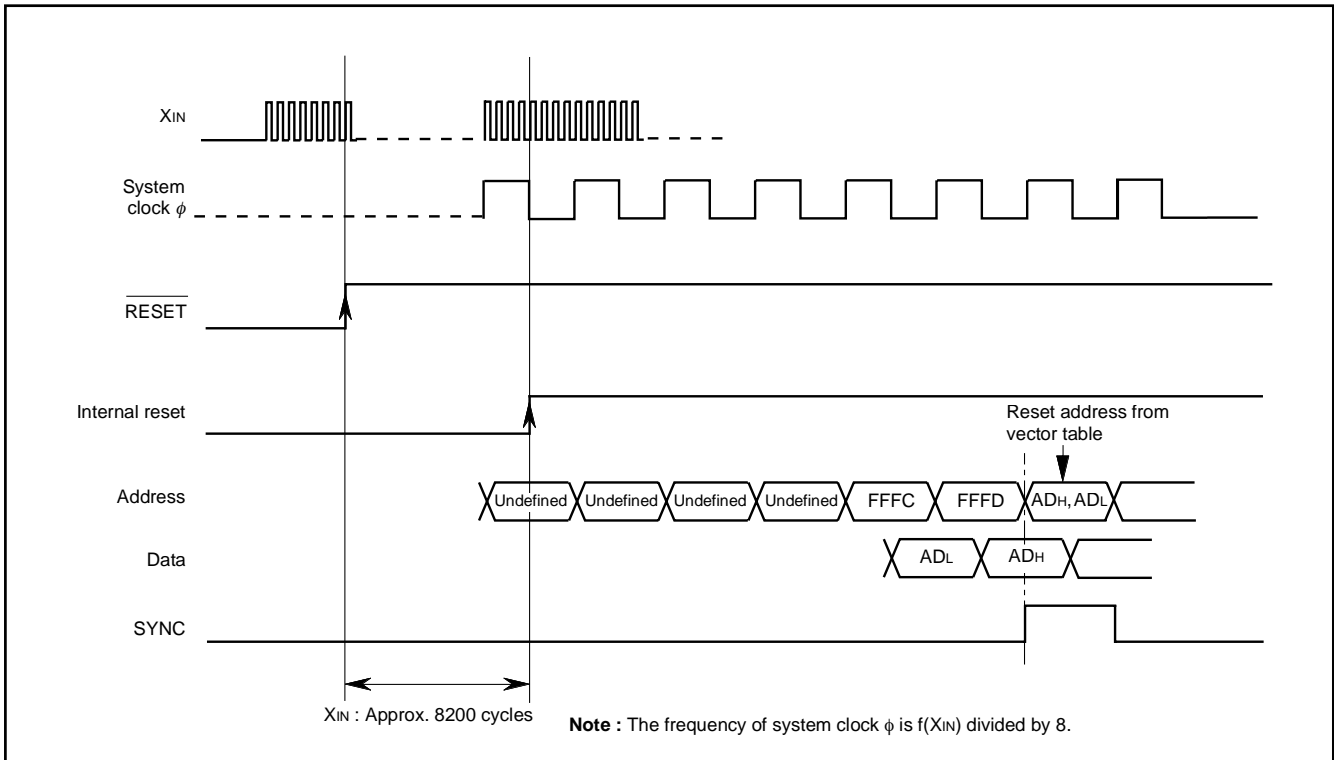 XIN
System
clock ϕ
RESET
Internal reset
Reset address from
vector table
Address
Undefined Undefined Undefined Undefined FFFC FFFD ADH, ADL
Data
ADL ADH
SYNC
XIN : Approx. 8200 cycles
Note : The frequency of system clock ϕ is f(XIN) divided by 8.